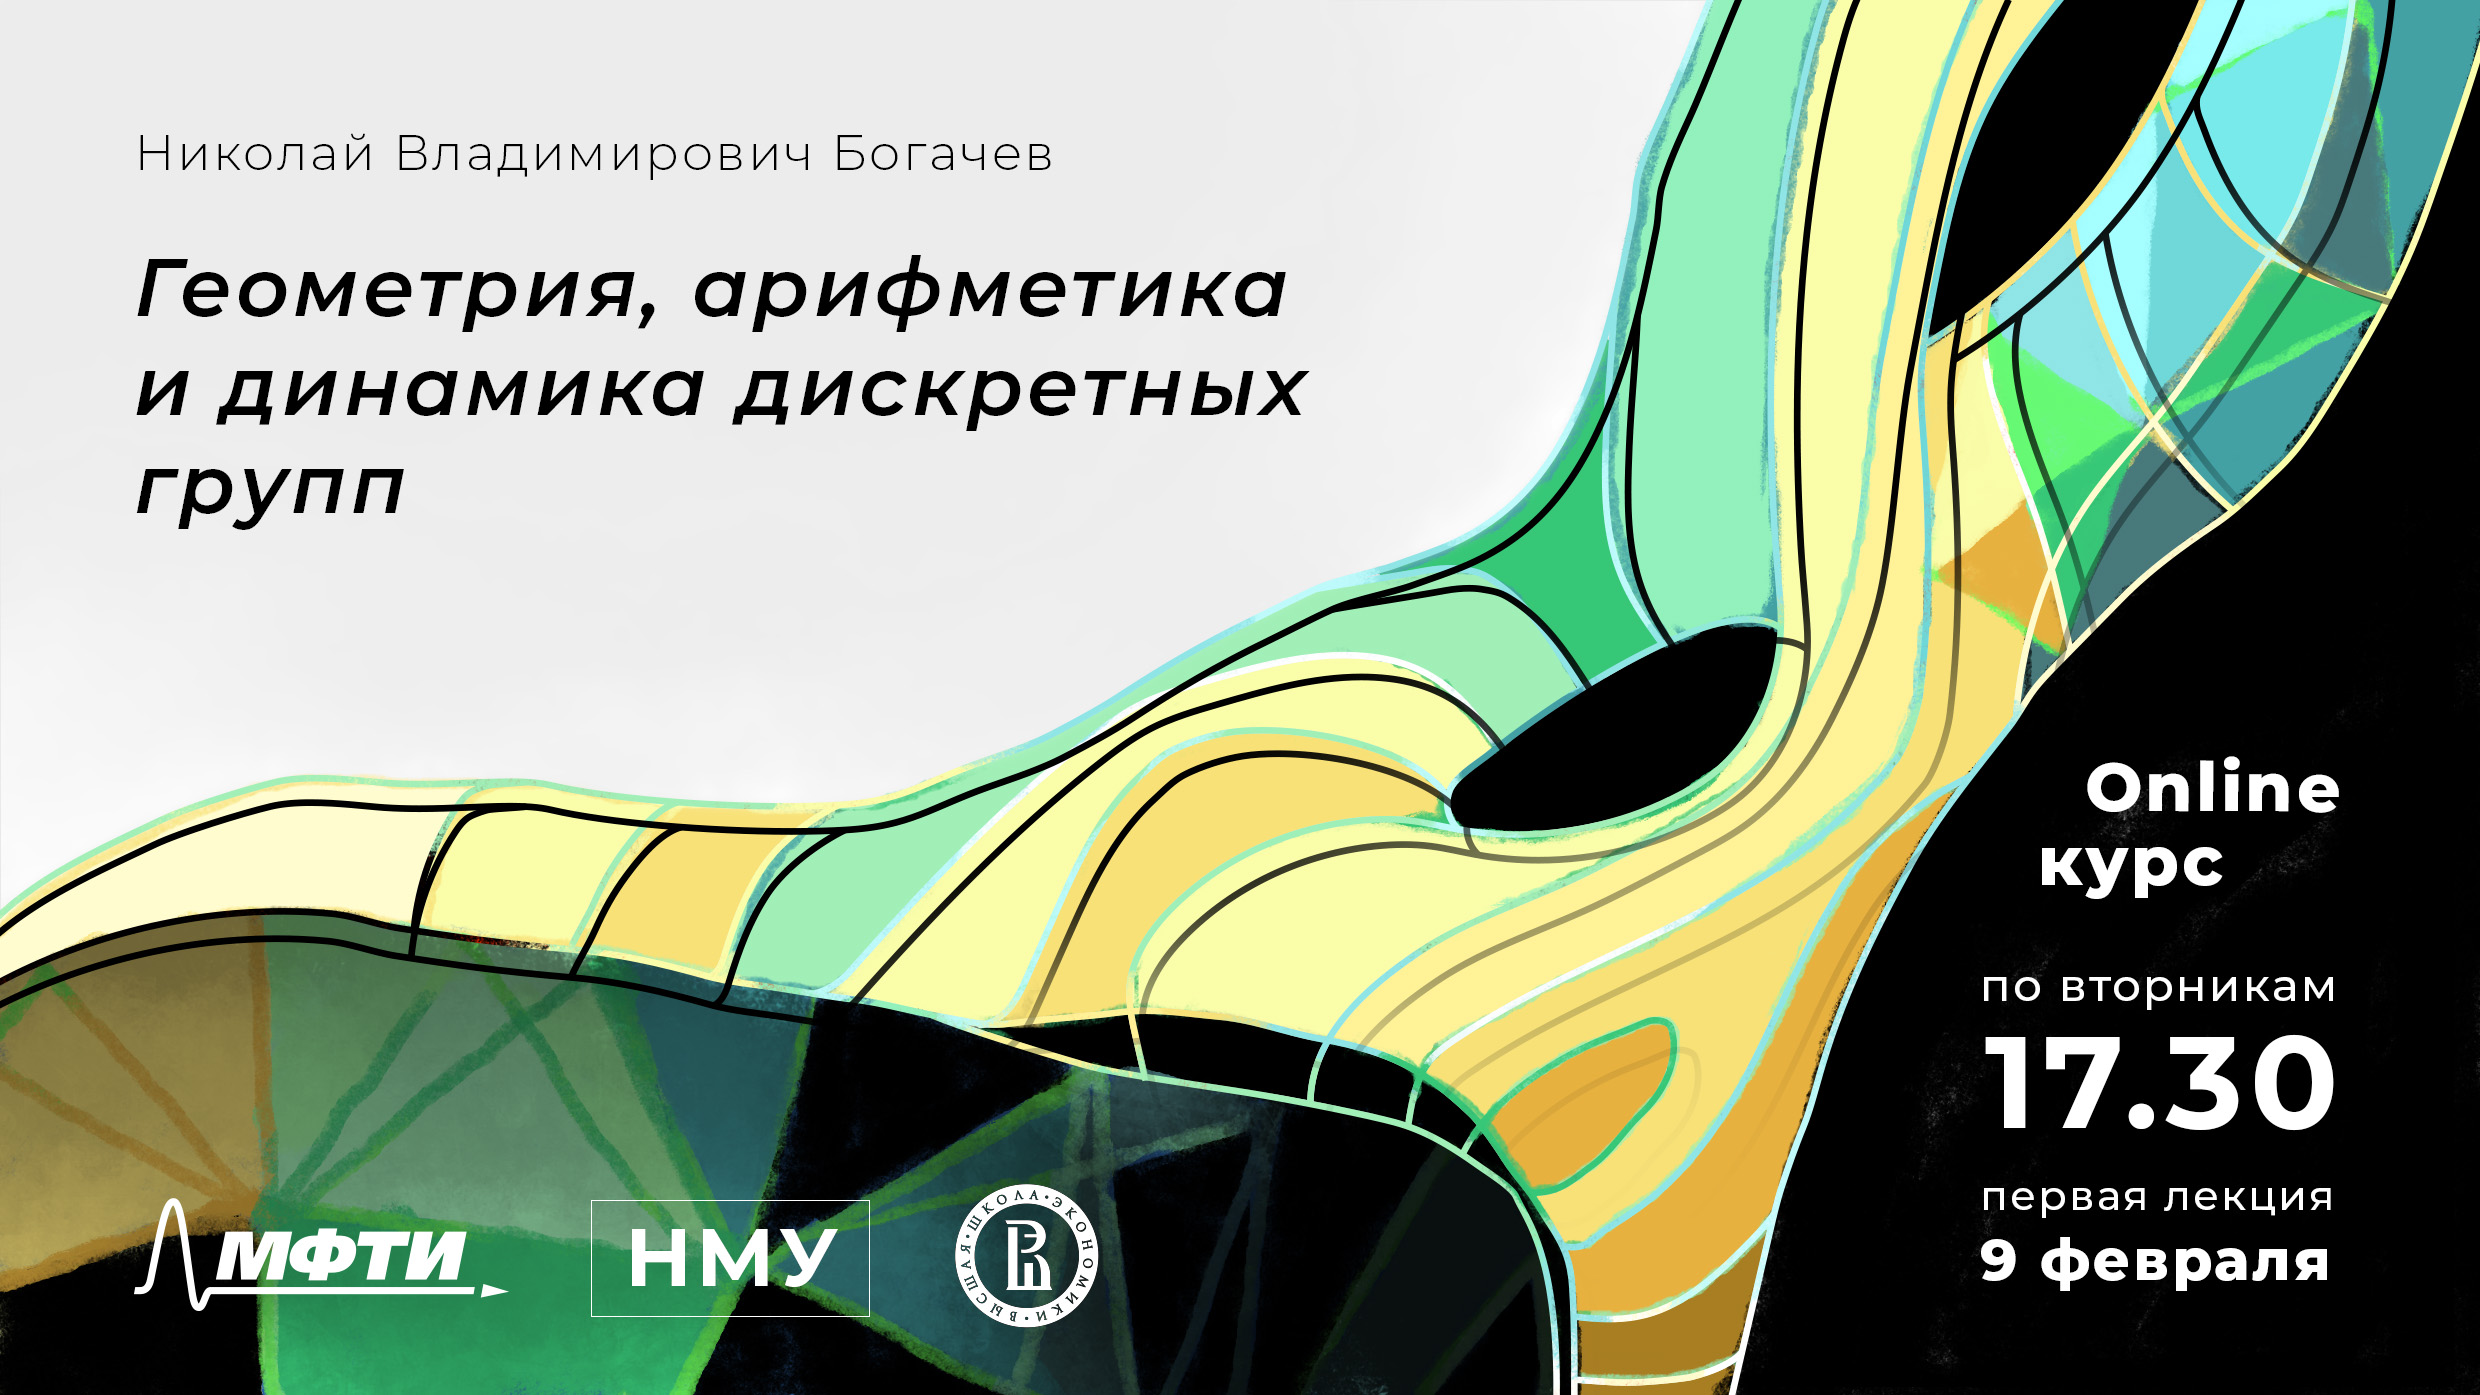 Николай Владимирович Богачев
Геометрия, арифметика
и динамика дискретных
групп
Online
курс
по вторникам
17.30
первая лекция
9 февраля
МФТИ
НМУ
ВЫСШАЯ • ШКОЛА • ЭКОНОМИКИ •